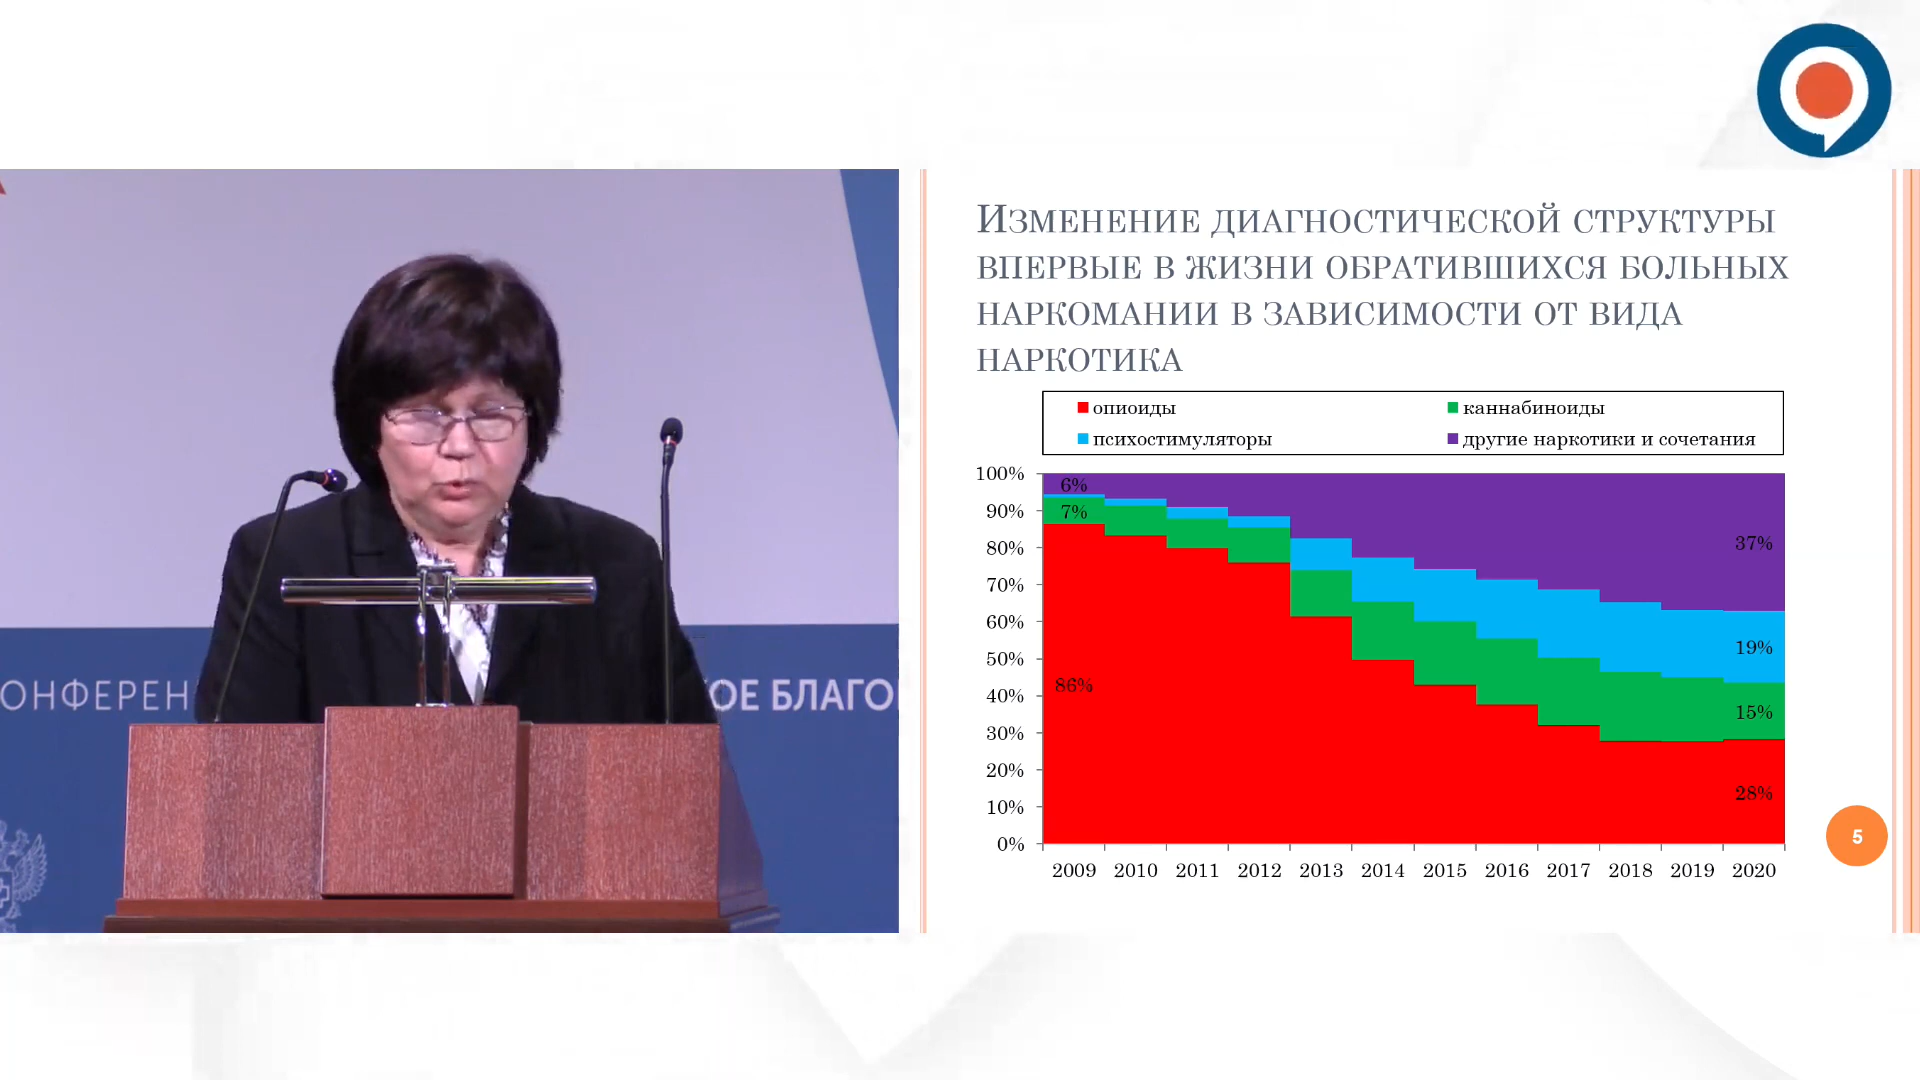 ОНФЕРЕН
ОЕ БЛАГО
ИЗМЕНЕНИЕ ДИАГНОСТИЧЕСКОЙ СТРУКТУРЫ
ВПЕРВЫЕ В ЖИЗНИ ОБРАТИВШИХСЯ БОЛЬНЫХ
НАРКОМАНИИ В ЗАВИСИМОСТИ ОТ ВИДА
НАРКОТИКА
опиоиды каннабиноиды
психостимуляторы другие наркотики и сочетания
100%
90%
80%
70%
60%
50%
40%
30%
20%
10%
0%
6%
7%
86%
37%
19%
15%
28%
2009 2010 2011 2012 2013 2014 2015 2016 2017 2018 2019 2020
5